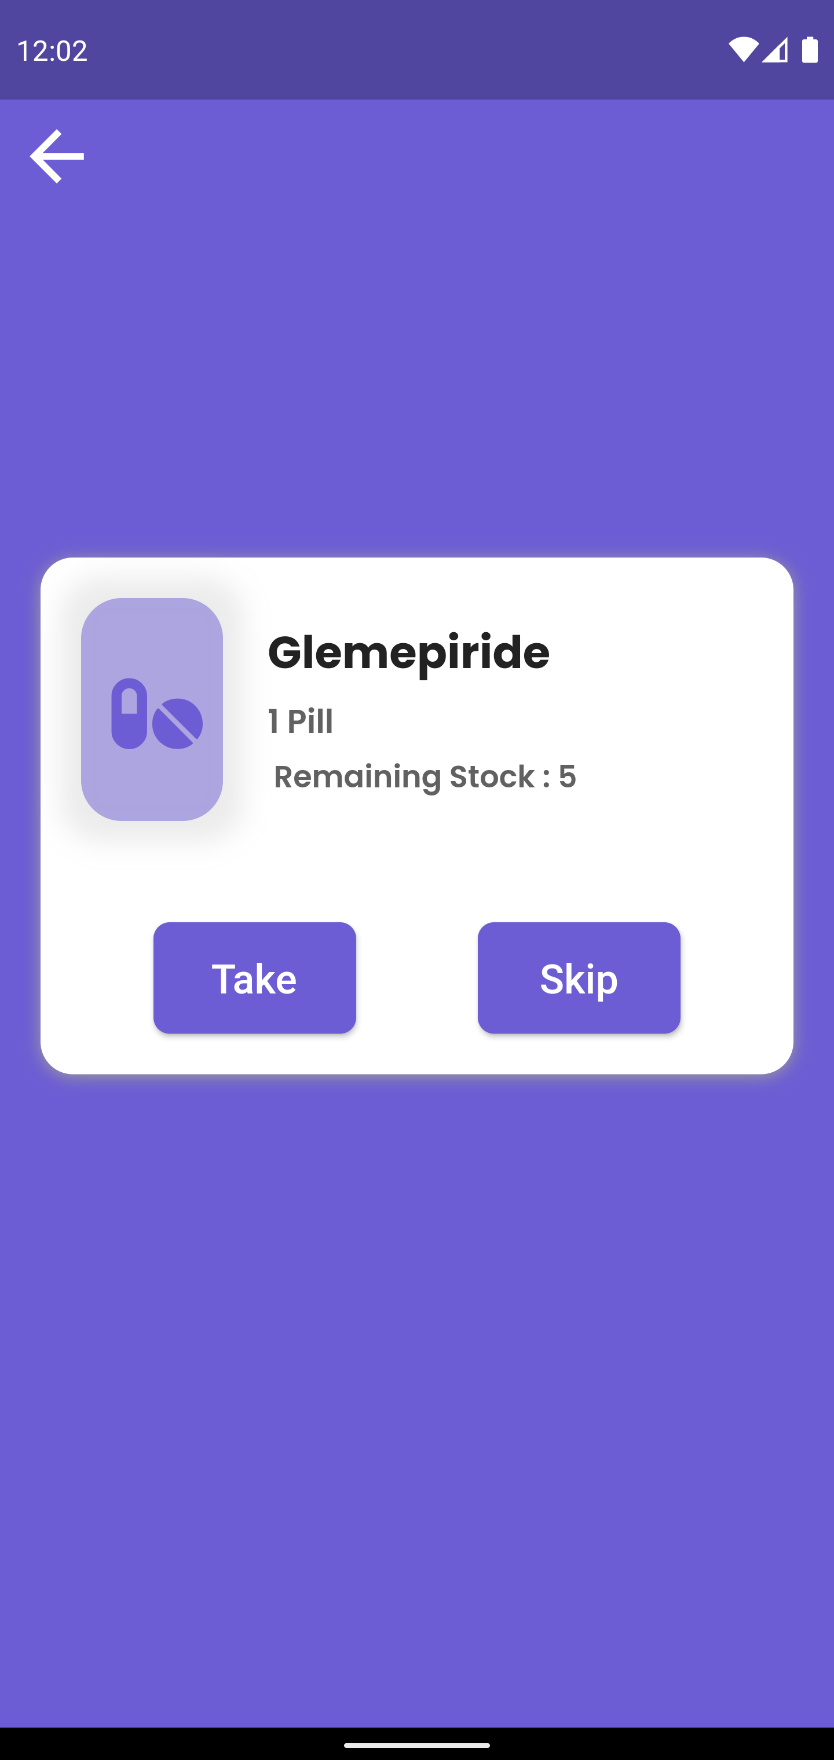 12:02
Glemepiride
1 Pill
Remaining Stock : 5
Take
Skip